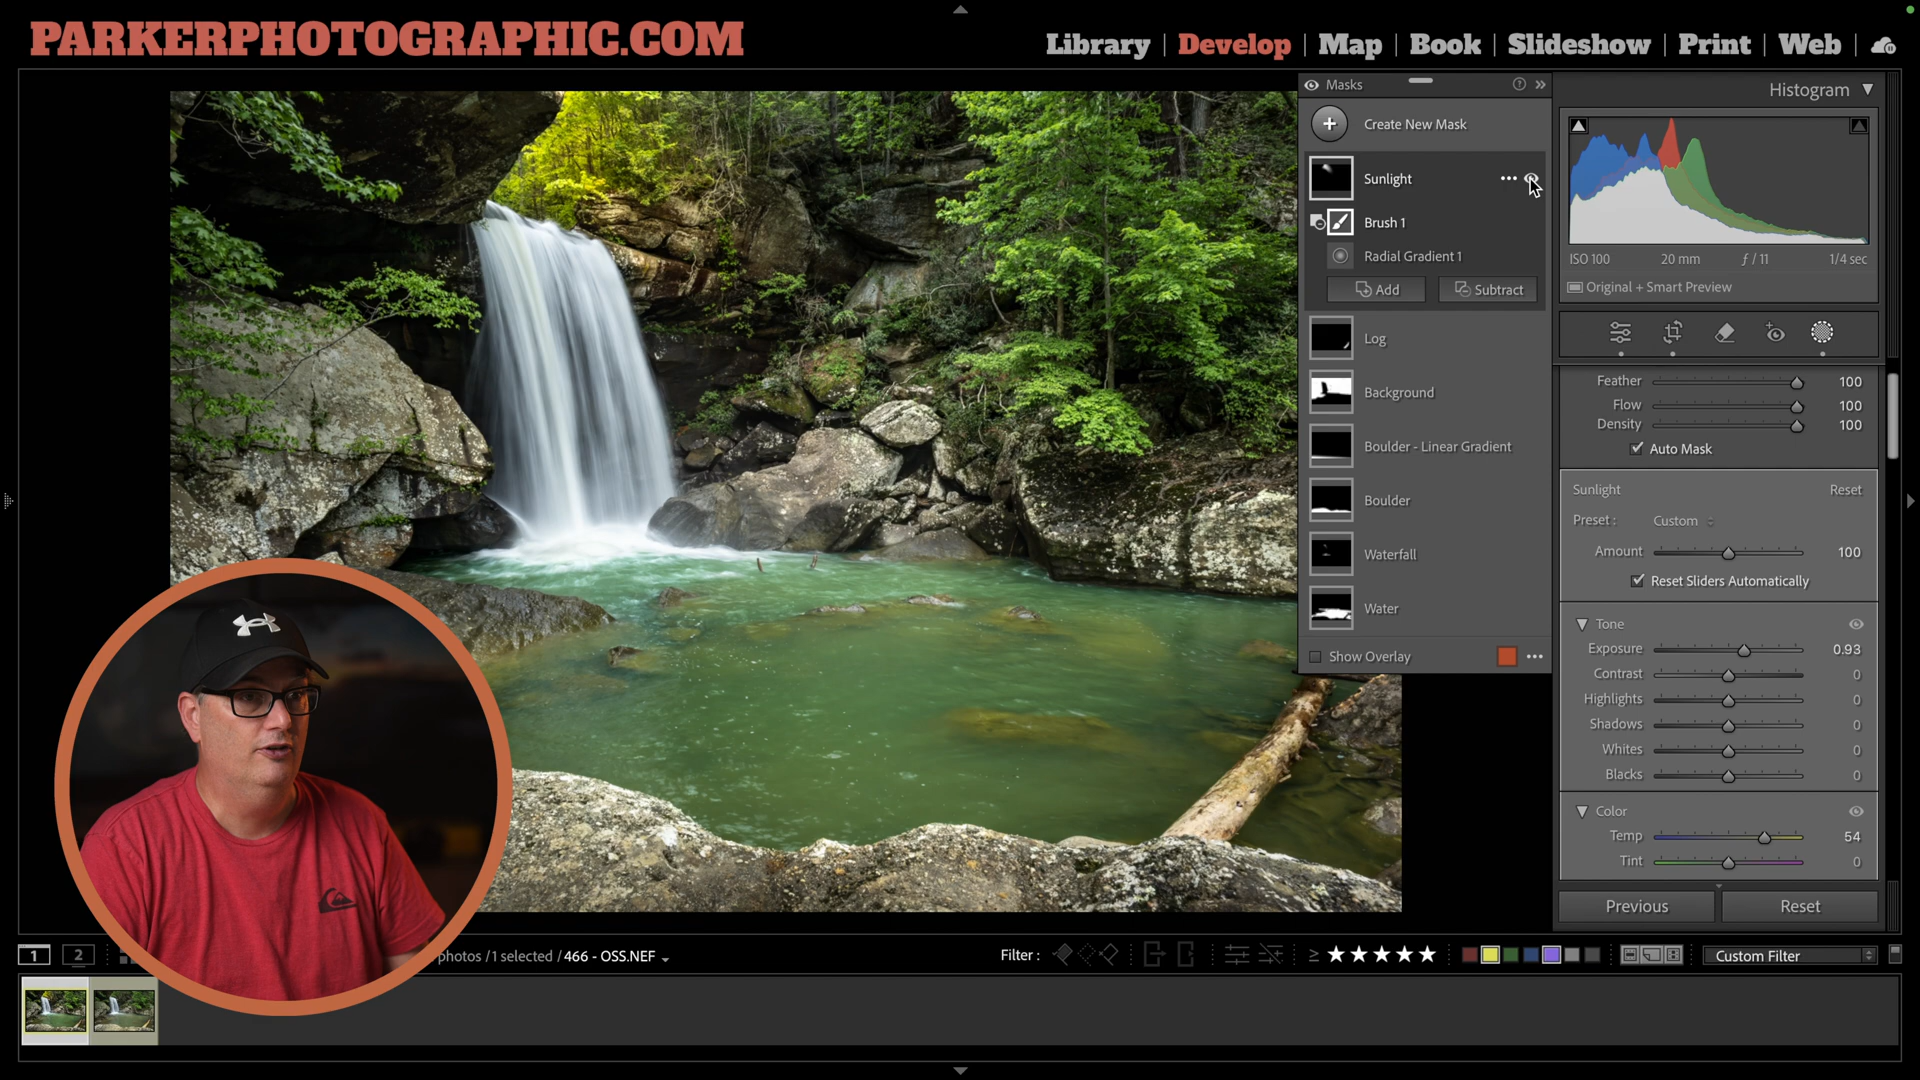 PARKERPHOTOGRAPHIC.COM
Library | Develop | Map | Book | Slideshow | Print | Web |
Masks
Create New Mask
Sunlight
Brush 1
Radial Gradient 1
Add
Subtract
Log
Background
Boulder - Linear Gradient
Boulder
Waterfall
Water
Show Overlay
Histogram
ISO 100 20 mm ƒ / 11 1/4 sec
Original + Smart Preview
Feather 100
Flow 100
Density 100
Auto Mask
Sunlight Reset
Preset : Custom
Amount 100
Reset Sliders Automatically
Tone
Exposure 0.93
Contrast 0
Highlights 0
Shadows 0
Whites 0
Blacks 0
Color
Temp 54
Tint 0
Previous Reset
1 2 photos / 1 selected / 466 - OSS.NEF
Filter : ≥ ★★★★★ Custom Filter